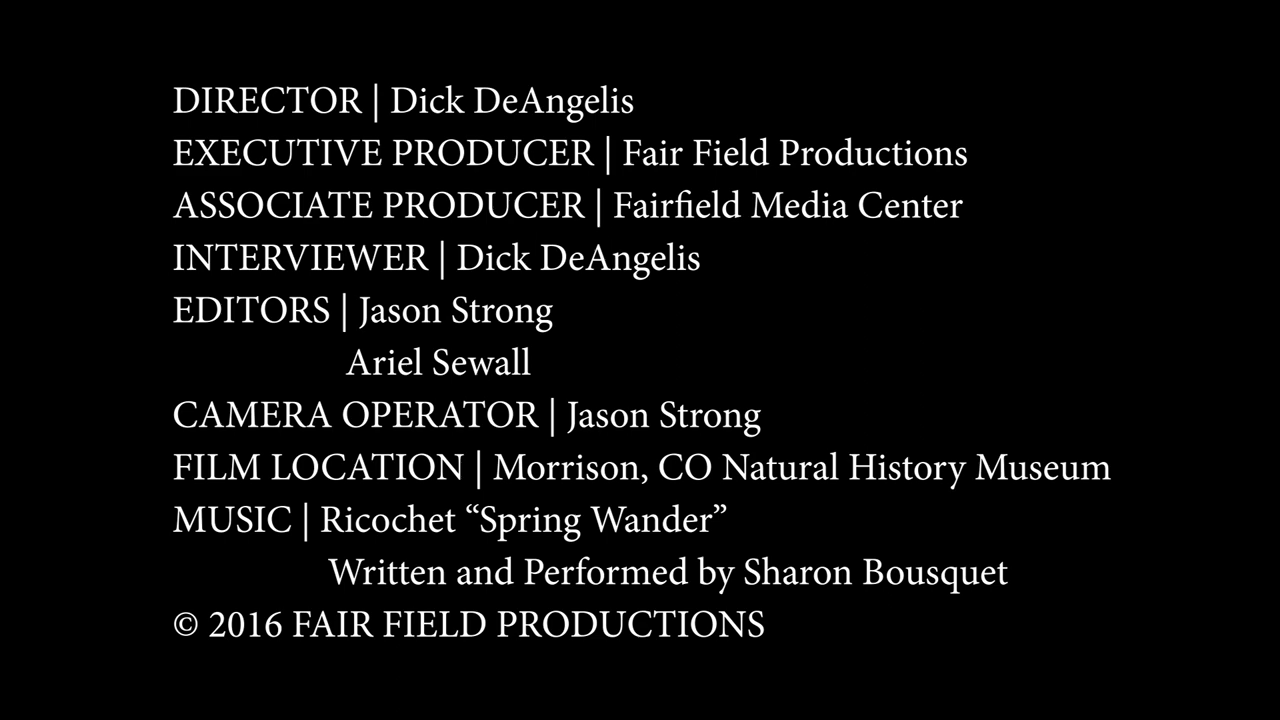 DIRECTOR | Dick DeAngelis
EXECUTIVE PRODUCER | Fair Field Productions
ASSOCIATE PRODUCER | Fairfield Media Center
INTERVIEWER | Dick DeAngelis
EDITORS | Jason Strong
Ariel Sewall
CAMERA OPERATOR | Jason Strong
FILM LOCATION | Morrison, CO Natural History Museum
MUSIC | Ricochet “Spring Wander”
Written and Performed by Sharon Bousquet
© 2016 FAIR FIELD PRODUCTIONS